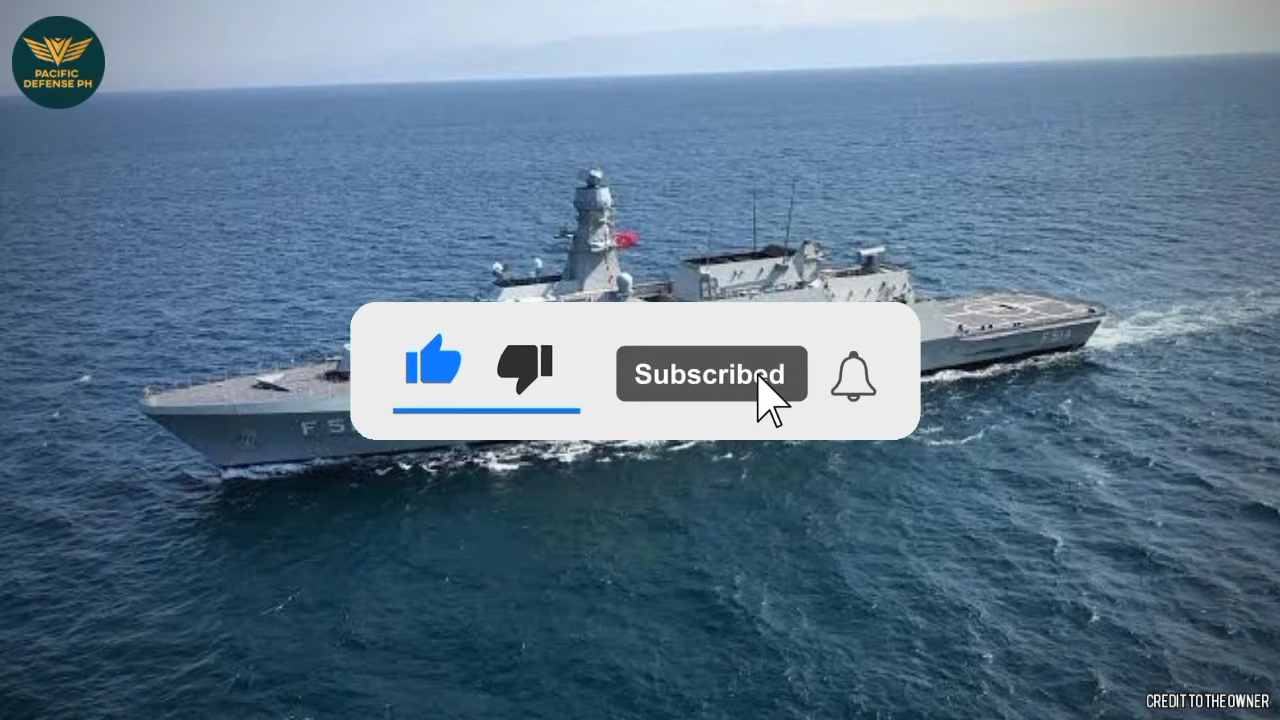 PACIFIC
DEFENSE PH
Subscribed
CREDIT TO THE OWNER